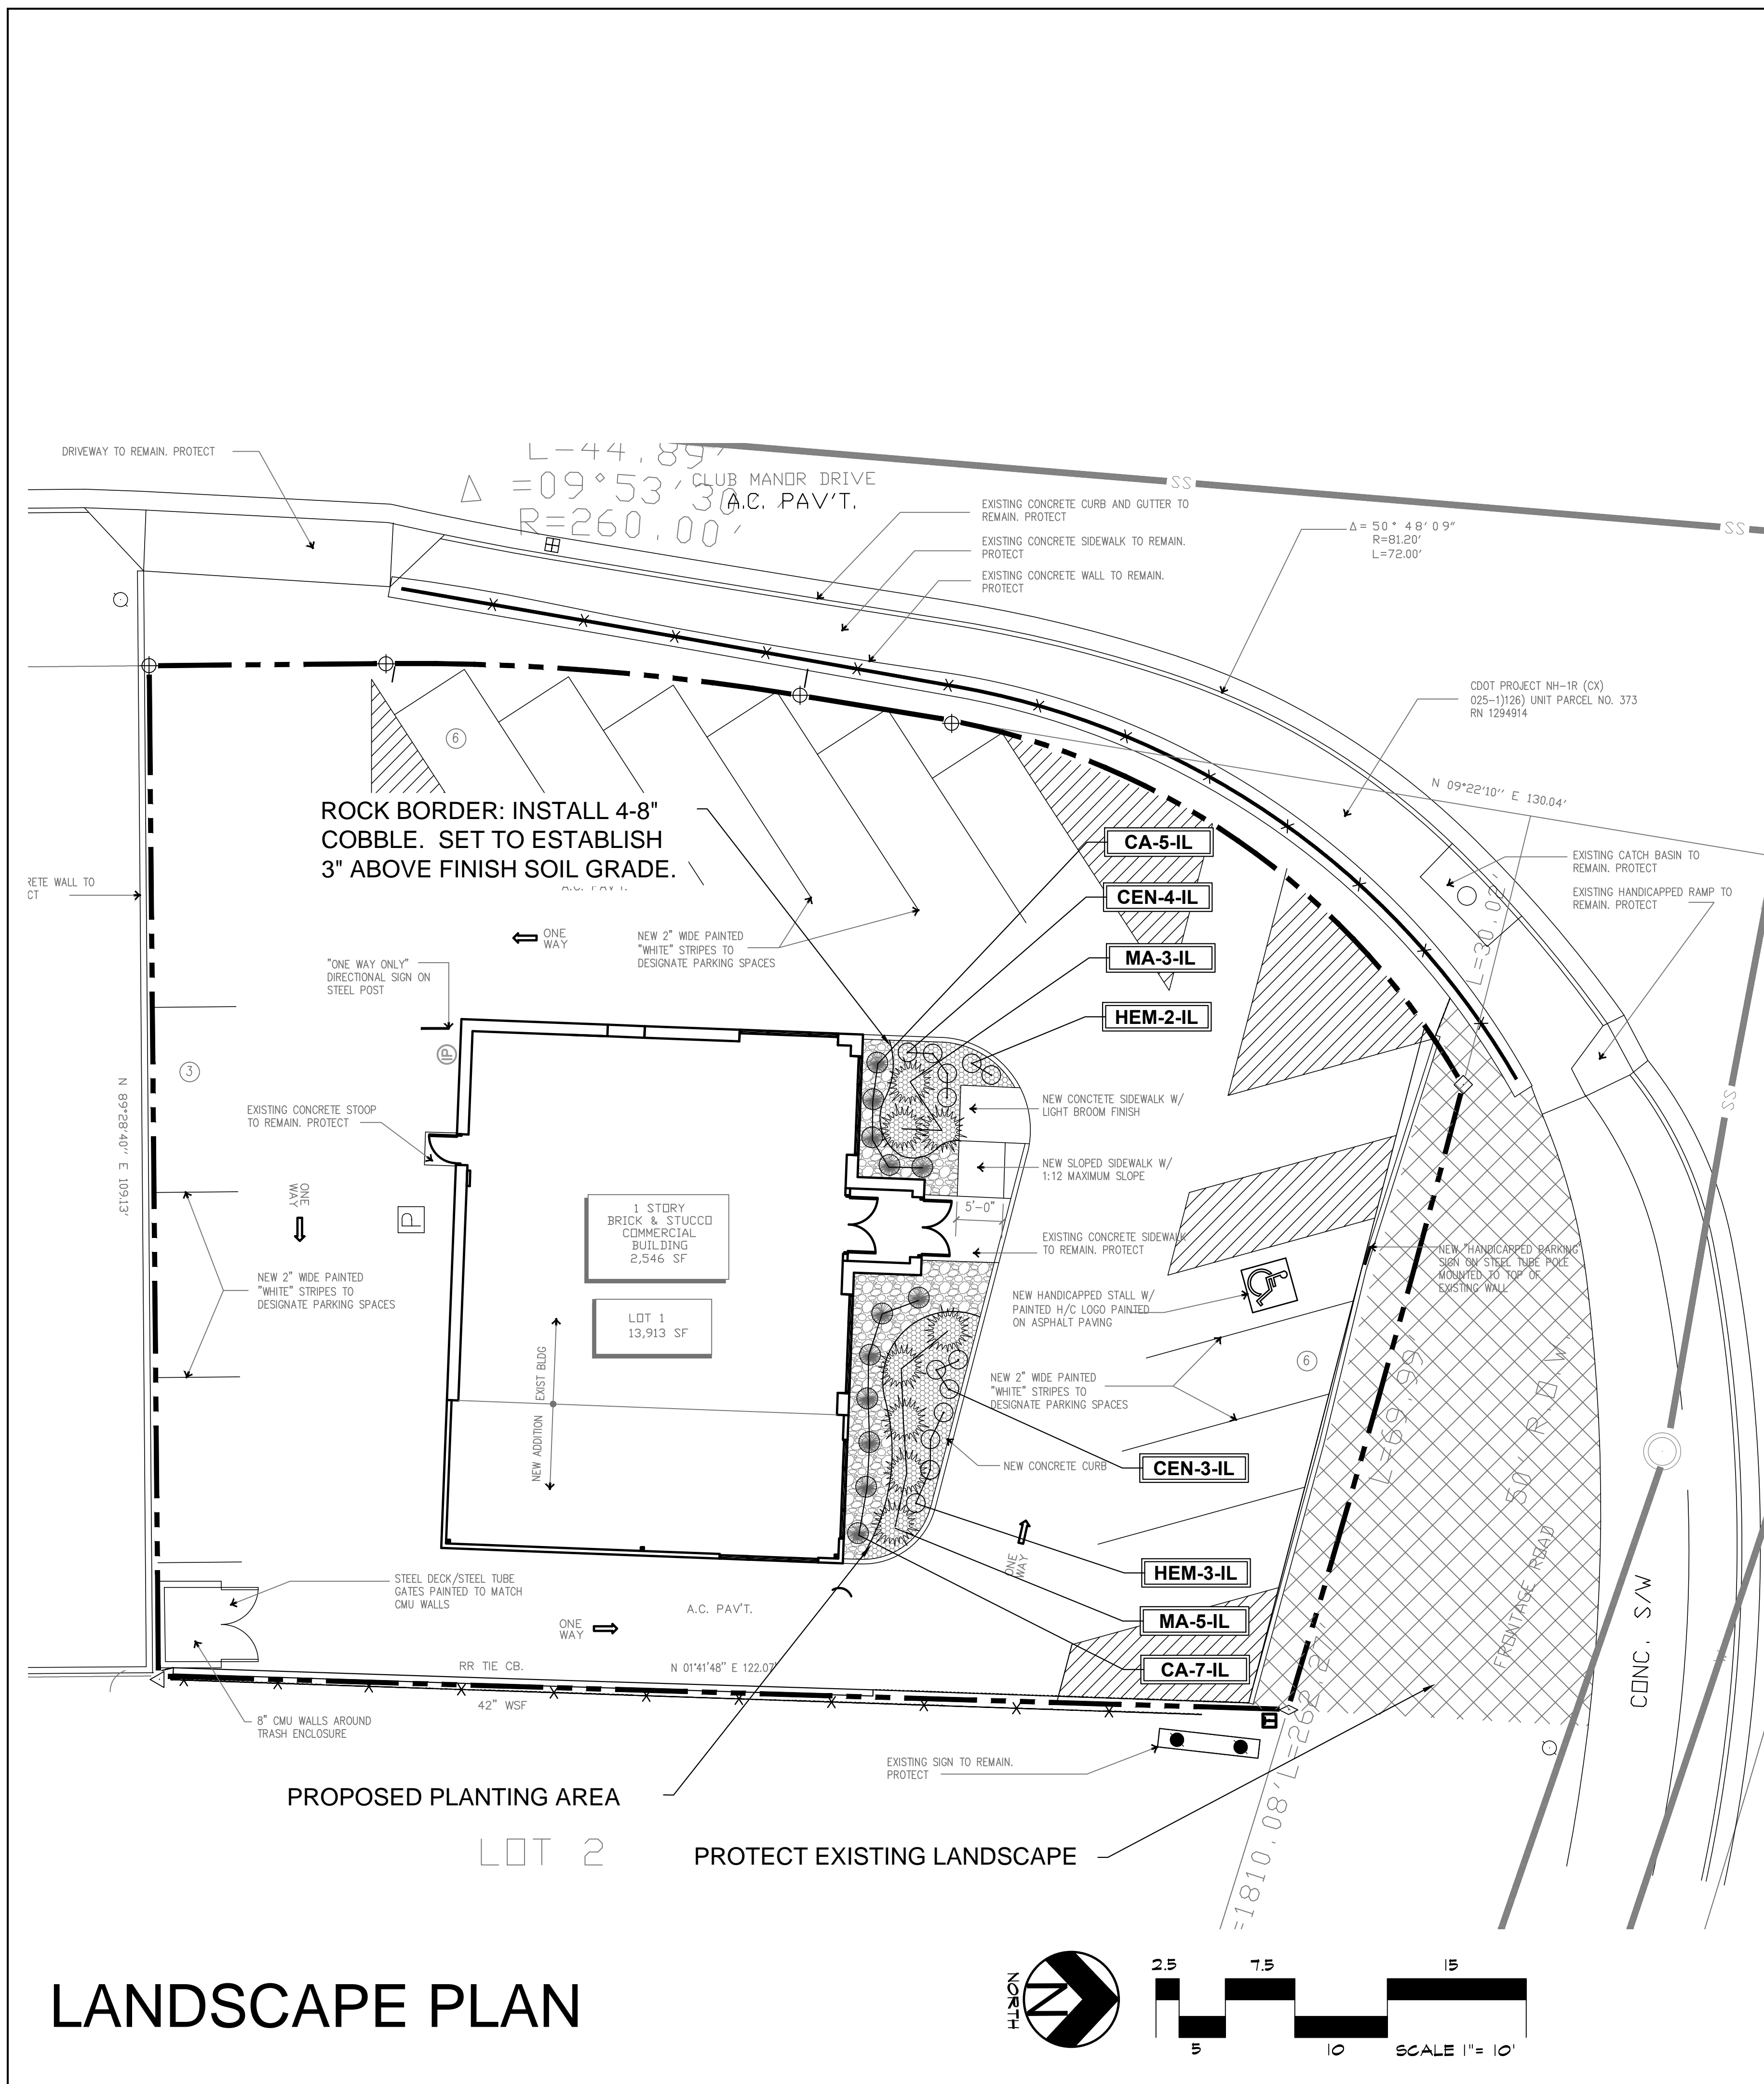 DRIVEWAY TO REMAIN. PROTECT
L=44.89'
Δ =09°53'30"
R=260.00'
CLUB MANOR DRIVE
A.C. PAV'T.
SS
SS
EXISTING CONCRETE CURB AND GUTTER TO
REMAIN. PROTECT
EXISTING CONCRETE SIDEWALK TO REMAIN.
PROTECT
EXISTING CONCRETE WALL TO REMAIN.
PROTECT
Δ= 50° 48' 09"
R=81.20'
L=72.00'
CDOT PROJECT NH-1R (CX)
025-1)126) UNIT PARCEL NO. 373
RN 1294914
N 09°22'10" E 130.04'
6
ROCK BORDER: INSTALL 4-8"
COBBLE. SET TO ESTABLISH
3" ABOVE FINISH SOIL GRADE.
A.C. PAV'T.
CA-5-IL
CEN-4-IL
MA-3-IL
HEM-2-IL
EXISTING CATCH BASIN TO
REMAIN. PROTECT
EXISTING HANDICAPPED RAMP TO
REMAIN. PROTECT
L=30.02'
RETE WALL TO
CT
ONE
WAY
NEW 2" WIDE PAINTED
"WHITE" STRIPES TO
DESIGNATE PARKING SPACES
"ONE WAY ONLY"
DIRECTIONAL SIGN ON
STEEL POST
IP
3
N 89°28'40" E 109.13'
EXISTING CONCRETE STOOP
TO REMAIN. PROTECT
ONE
WAY
P
NEW 2" WIDE PAINTED
"WHITE" STRIPES TO
DESIGNATE PARKING SPACES
1 STORY
BRICK & STUCCO
COMMERCIAL
BUILDING
2,546 SF
LOT 1
13,913 SF
EXIST BLDG
NEW ADDITION
NEW CONCTETE SIDEWALK W/
LIGHT BROOM FINISH
NEW SLOPED SIDEWALK W/
1:12 MAXIMUM SLOPE
5'-0"
EXISTING CONCRETE SIDEWALK
TO REMAIN. PROTECT
NEW "HANDICAPPED PARKING"
SIGN ON STEEL TUBE POLE
MOUNTED TO TOP OF
EXISTING WALL
NEW HANDICAPPED STALL W/
PAINTED H/C LOGO PAINTED
ON ASPHALT PAVING
6
NEW 2" WIDE PAINTED
"WHITE" STRIPES TO
DESIGNATE PARKING SPACES
SS
L=69.99'
50' R.O.W.
FRONTAGE ROAD
CONC. S/W
NEW CONCRETE CURB
CEN-3-IL
HEM-3-IL
MA-5-IL
CA-7-IL
ONE
WAY
STEEL DECK/STEEL TUBE
GATES PAINTED TO MATCH
CMU WALLS
A.C. PAV'T.
ONE
WAY
RR TIE CB.
N 01°41'48" E 122.07'
42" WSF
8" CMU WALLS AROUND
TRASH ENCLOSURE
EXISTING SIGN TO REMAIN.
PROTECT
PROPOSED PLANTING AREA
LOT 2
PROTECT EXISTING LANDSCAPE
=1810.08'
LANDSCAPE PLAN
NORTH
N
2.5 7.5 15
5 10 SCALE 1"= 10'